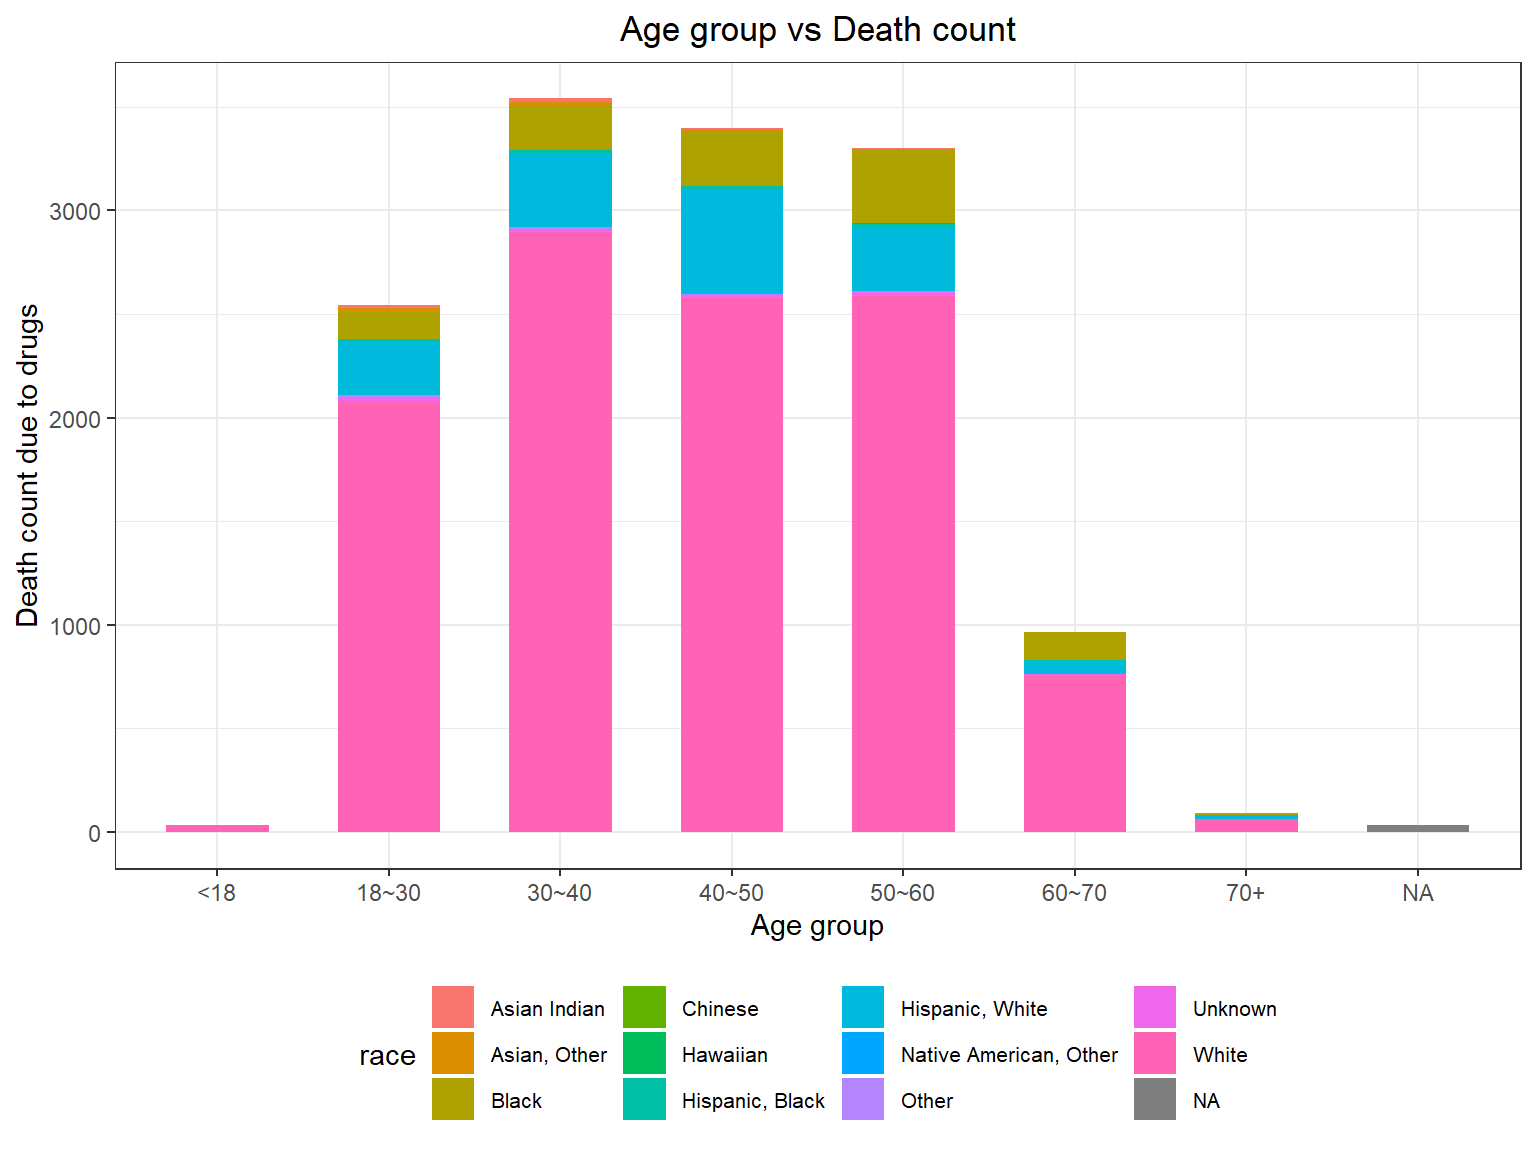 Age group vs Death count
Death count due to drugs
3000
2000
1000
0
<18 18~30 30~40 40~50 50~60 60~70 70+ NA
Age group
race
Asian Indian Chinese Hispanic, White Unknown
Asian, Other Hawaiian Native American, Other White
Black Hispanic, Black Other NA